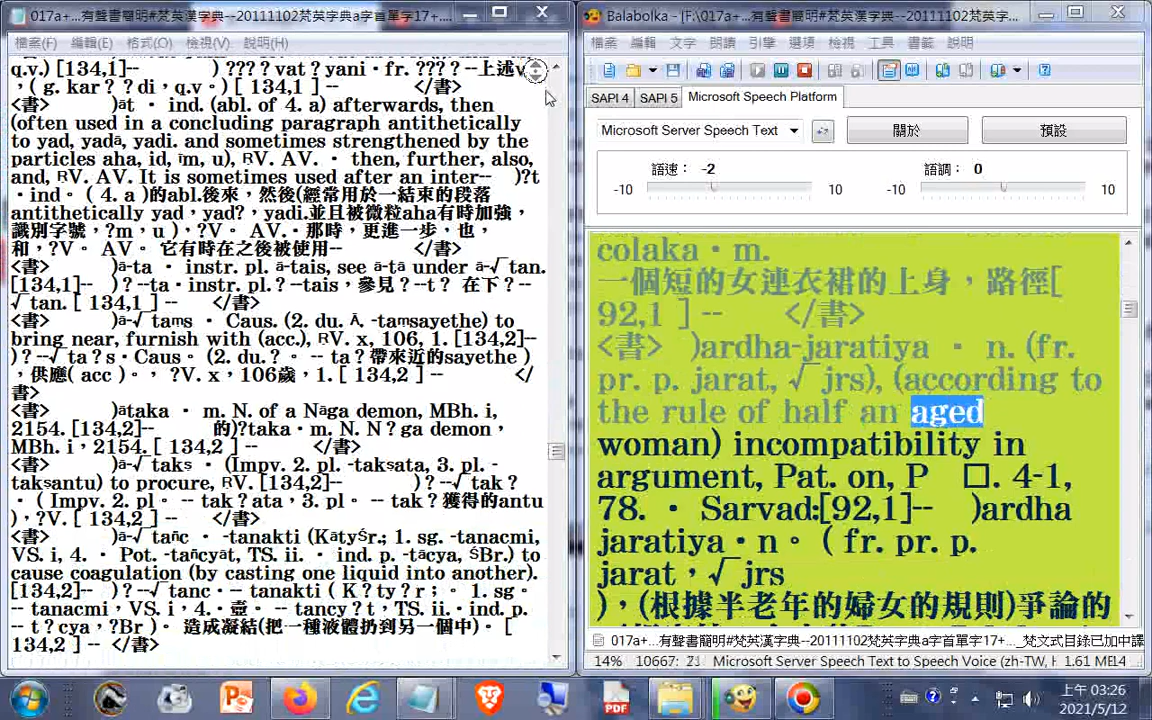 017a+...有聲書簡明#梵英漢字典--20111102梵英字典a字首單字17+...
檔案(F) 編輯(E) 格式(O) 檢視(V) 說明(H)
q.v.) [134,1]-- ) ???? vat ? yani · fr. ???? --上述v
, ( g. kar ? ? di , q.v 。) [ 134,1 ] -- </書>
<書> )āt · ind. (abl. of 4. a) afterwards, then
(often used in a concluding paragraph antithetically
to yad, yadā, yadi. and sometimes strengthened by the
particles aha, id, īm, u), RV. AV. · then, further, also,
and, RV. AV. It is sometimes used after an inter-- )?t
· ind。 ( 4. a )的abl.後來，然後(經常用於一結束的段落
antithetically yad，yad?，yadi.並且被微粒aha有時加強，
識別字號，?m，u )，?V。 AV.·那時，更進一步，也，
和，?V。 AV。 它有時在之後被使用-- </書>
<書> )ā-ta · instr. pl. ā-tais, see ā-tā under ā-√tan.
[134,1]-- )? --ta · instr. pl. ? --tais，參見? --t? 在下? --
√ tan. [ 134,1 ] -- </書>
<書> )ā-√ tams · Caus. (2. du. Ā. -tamsayethe) to
bring near, furnish with (acc.), RV. x, 106, 1. [134,2]--
)? --√ ta ? s · Caus。 (2. du. ? 。 -- ta ? 帶來近的sayethe )
，供應( acc )。， ?V. x，106歲，1. [ 134,2 ] -- </
書>
<書> )ātaka · m. N. of a Nāga demon, MBh. i,
2154. [134,2]-- 的)?taka · m. N. N ? ga demon，
MBh. i，2154. [ 134,2 ] -- </書>
<書> )ā-√ taks · (Impv. 2. pl. -taksata, 3. pl. -
taksantu) to procure, RV. [134,2]-- )? --√ tak ?
· ( Impv. 2. pl 。 -- tak ? ata，3. pl 。 -- tak ? 獲得的antu
)，?V. [ 134,2 ] -- </書>
<書> )ā-√ tañc · -tanakti (KātyŚr.; 1. sg. -tanacmi,
VS. i, 4. · Pot. -tañcyāt, TS. ii. · ind. p. -tācya, ŚBr.) to
cause coagulation (by casting one liquid into another).
[134,2]-- )? --√ tanc · -- tanakti ( K ? ty ? r ；。 1. sg 。
-- tanacmi，VS. i，4. · 壺。 -- tancy ? t，TS. ii. · ind. p.
-- t ? cya，?Br )。 造成凝結(把一種液體扔到另一個中)。 [
134,2 ] -- </書>
Balabolka - [F:\017a+...有聲書簡明#梵英漢字典--20111102梵英字...
檔案 編輯 文字 朗讀 引擎 選項 檢視 工具 書籤 說明
SAPI 4 SAPI 5 Microsoft Speech Platform
Microsoft Server Speech Text 關於 預設
語速： -2 語調： 0
-10 10 -10 10
colaka · m.
一個短的女連衣裙的上身，路徑[
92,1 ] -- </書>
<書> )ardha-jaratiya · n. (fr.
pr. p. jarat, √ jrs), (according to
the rule of half an aged
woman) incompatibility in
argument, Pat. on, P □. 4-1,
78. · Sarvad:[92,1]-- )ardha
jaratiya · n 。 ( fr. pr. p.
jarat，√ jrs
)，(根據半老年的婦女的規則)爭論的
017a+...有聲書簡明#梵英漢字典--20111102梵英字典a字首單字17+..._梵文式目錄已加中譯
14% 10667: 21 Microsoft Server Speech Text to Speech Voice (zh-TW, H 1.61 MB
上午 03:26
2021/5/12